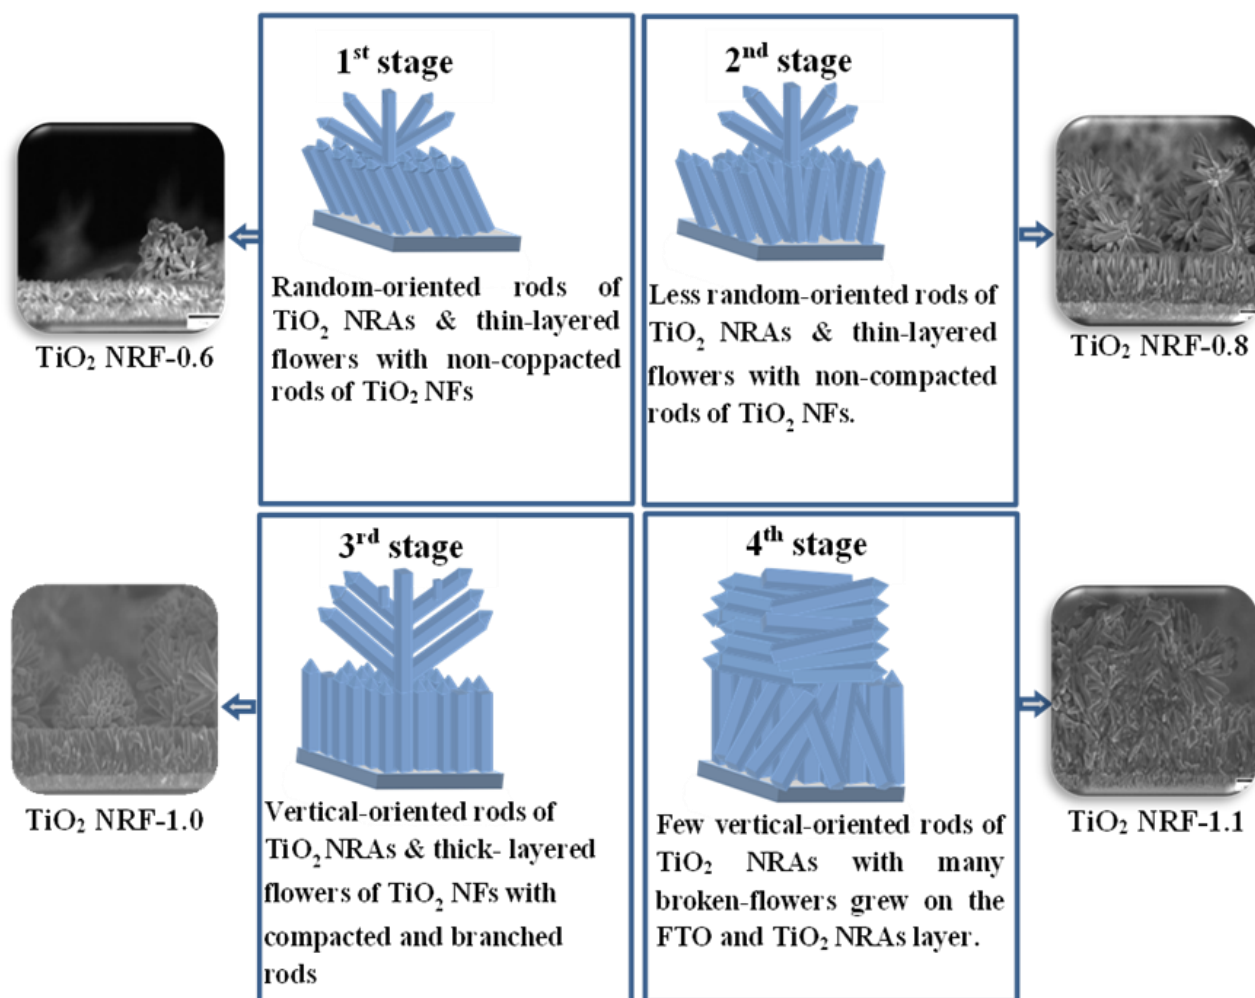 1st stage
Random-oriented rods of
TiO2 NRAs & thin-layered
flowers with non-coppacted
rods of TiO2 NFs
TiO2 NRF-0.6
2nd stage
Less random-oriented rods of
TiO2 NRAs & thin-layered
flowers with non-compacted
rods of TiO2 NFs.
TiO2 NRF-0.8
3rd stage
Vertical-oriented rods of
TiO2 NRAs & thick- layered
flowers of TiO2 NFs with
compacted and branched
rods
TiO2 NRF-1.0
4th stage
Few vertical-oriented rods of
TiO2 NRAs with many
broken-flowers grew on the
FTO and TiO2 NRAs layer.
TiO2 NRF-1.1